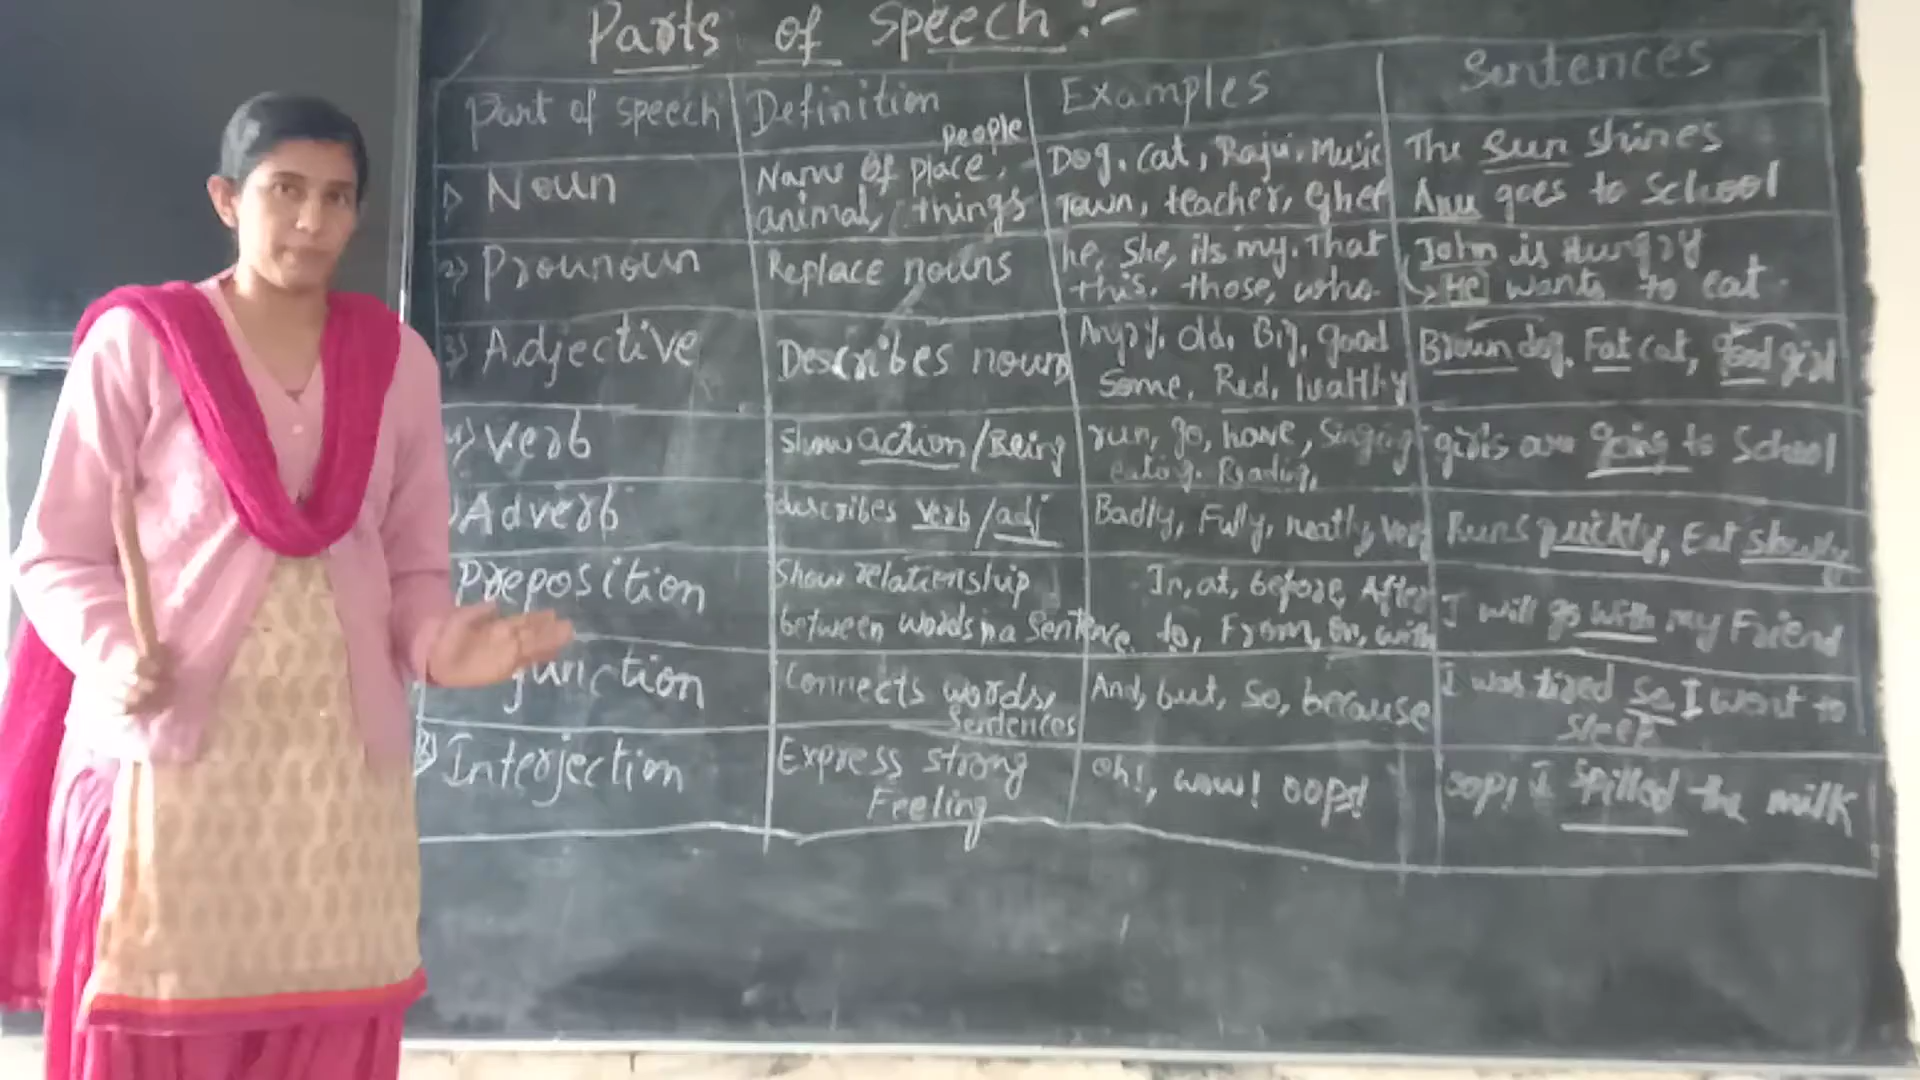 Parts of Speech :-
Part of speech Definition Examples Sentences
1) Noun Name of place, people animal, things Dog, Cat, Raju, Music Town, teacher, The Sun Shines Anu goes to School
2) Prounoun Replace nouns he, She, its my. That this. those, who. John is Hungry He wants to eat.
3) Adjective Describes nouns Angry, Old, Big, good Some, Red, Brown dog, Fat cat, good girl
4) Verb Show action/Being run, go, have, Singing eating. Reading, girls are going to School
Adverb describes verb/adj Badly, Fully, neatly, very Runs quickly, Eat slowly
Preposition Show relationship between words in a Sentence In, at, before, After to, From, on, with I will go with my Friend
junction Connects words, Sentences And, but, So, because I was tired So I want to sleep
8) Interjection Express strong Feeling oh!, wow! oops! oops! I spilled the milk